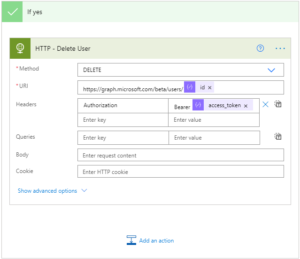 If yes
HTTP - Delete User
* Method DELETE
* URI https://graph.microsoft.com/beta/users/ id ×
Headers Authorization Bearer access_token ×
Enter key Enter value
Queries Enter key Enter value
Body Enter request content
Cookie Enter HTTP cookie
Show advanced options
Add an action